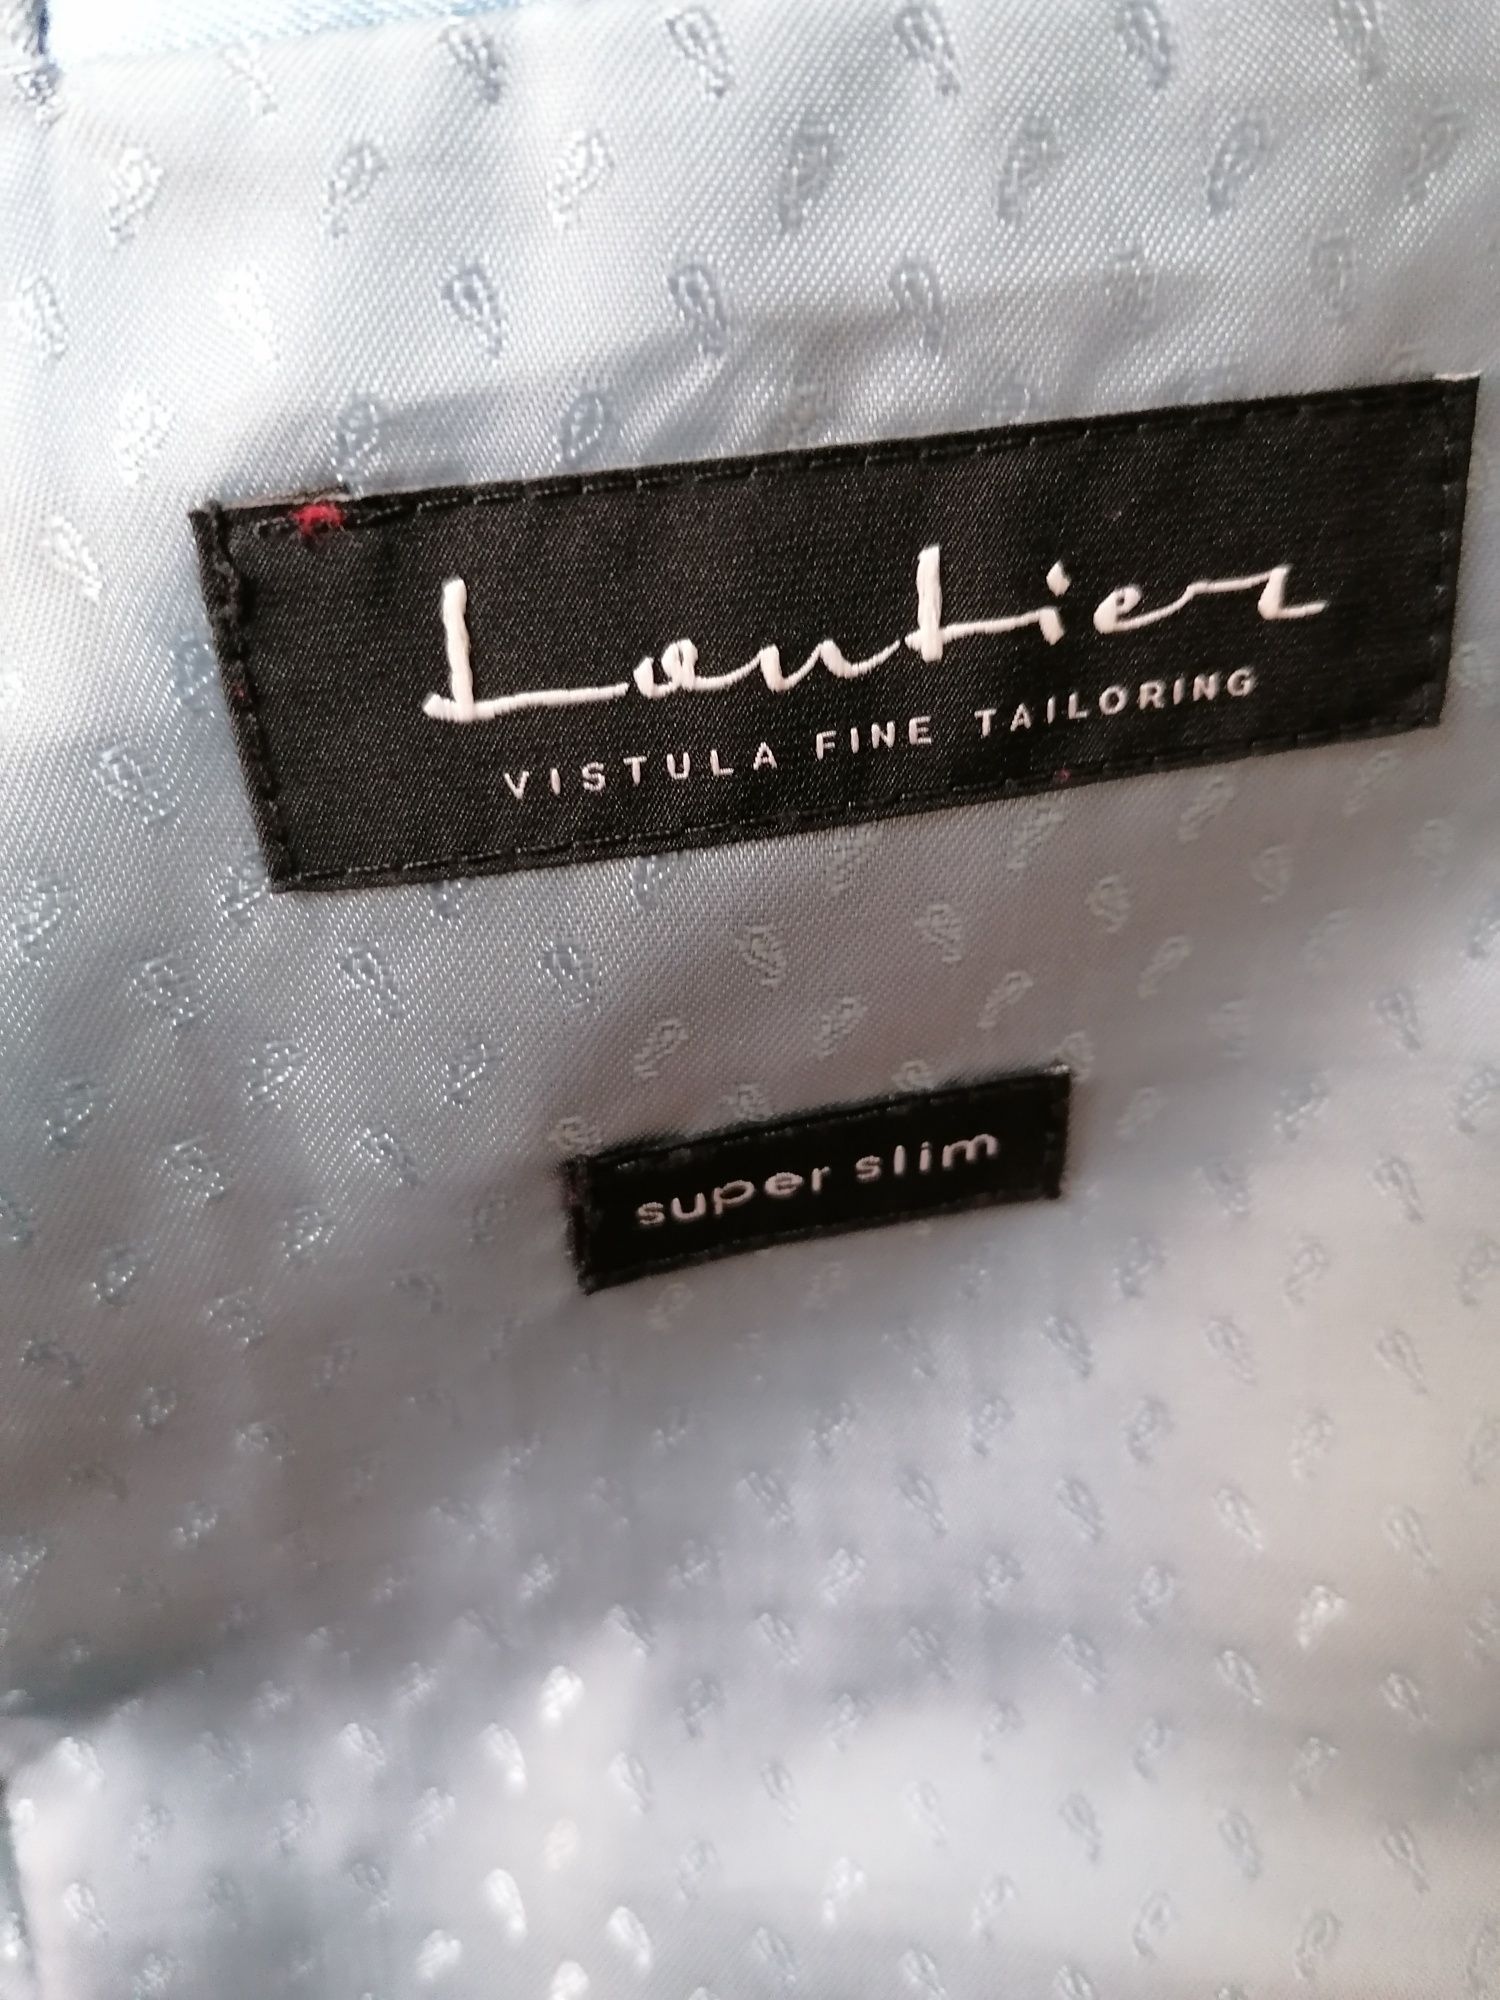 Lantier
VISTULA FINE TAILORING
super slim